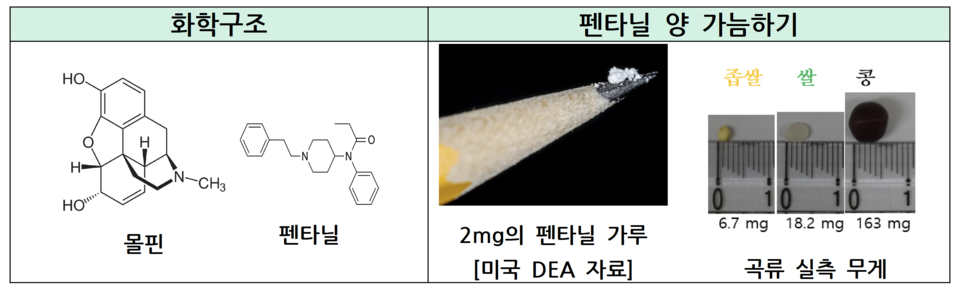 화학구조
펜타닐 양 가늠하기
HO
O
H
H
N
CH3
HO
몰핀
O
N
N
펜타닐
2mg의 펜타닐 가루
[미국 DEA 자료]
좁쌀 쌀 콩
0 1 0 1 0 1
6.7 mg 18.2 mg 163 mg
곡류 실측 무게